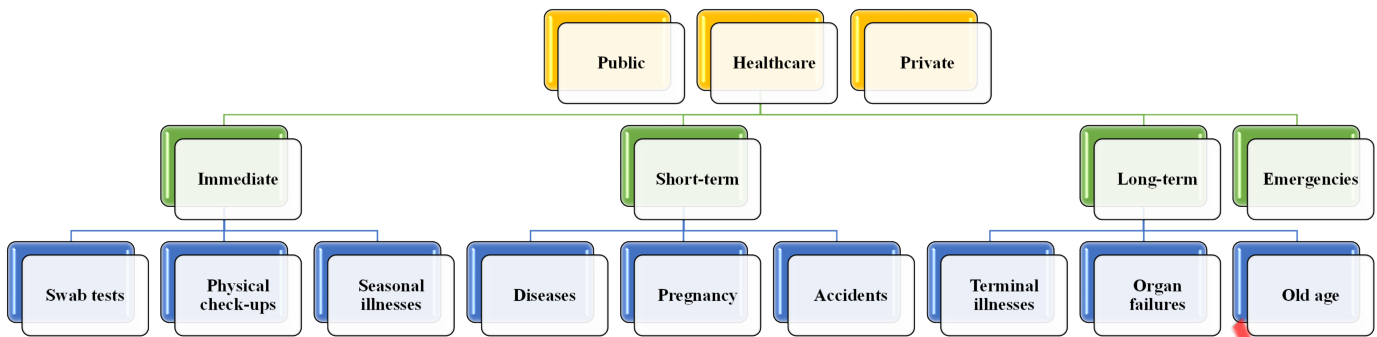 Public
Healthcare
Private
Immediate
Short-term
Long-term
Emergencies
Swab tests
Physical
check-ups
Seasonal
illnesses
Diseases
Pregnancy
Accidents
Terminal
illnesses
Organ
failures
Old age